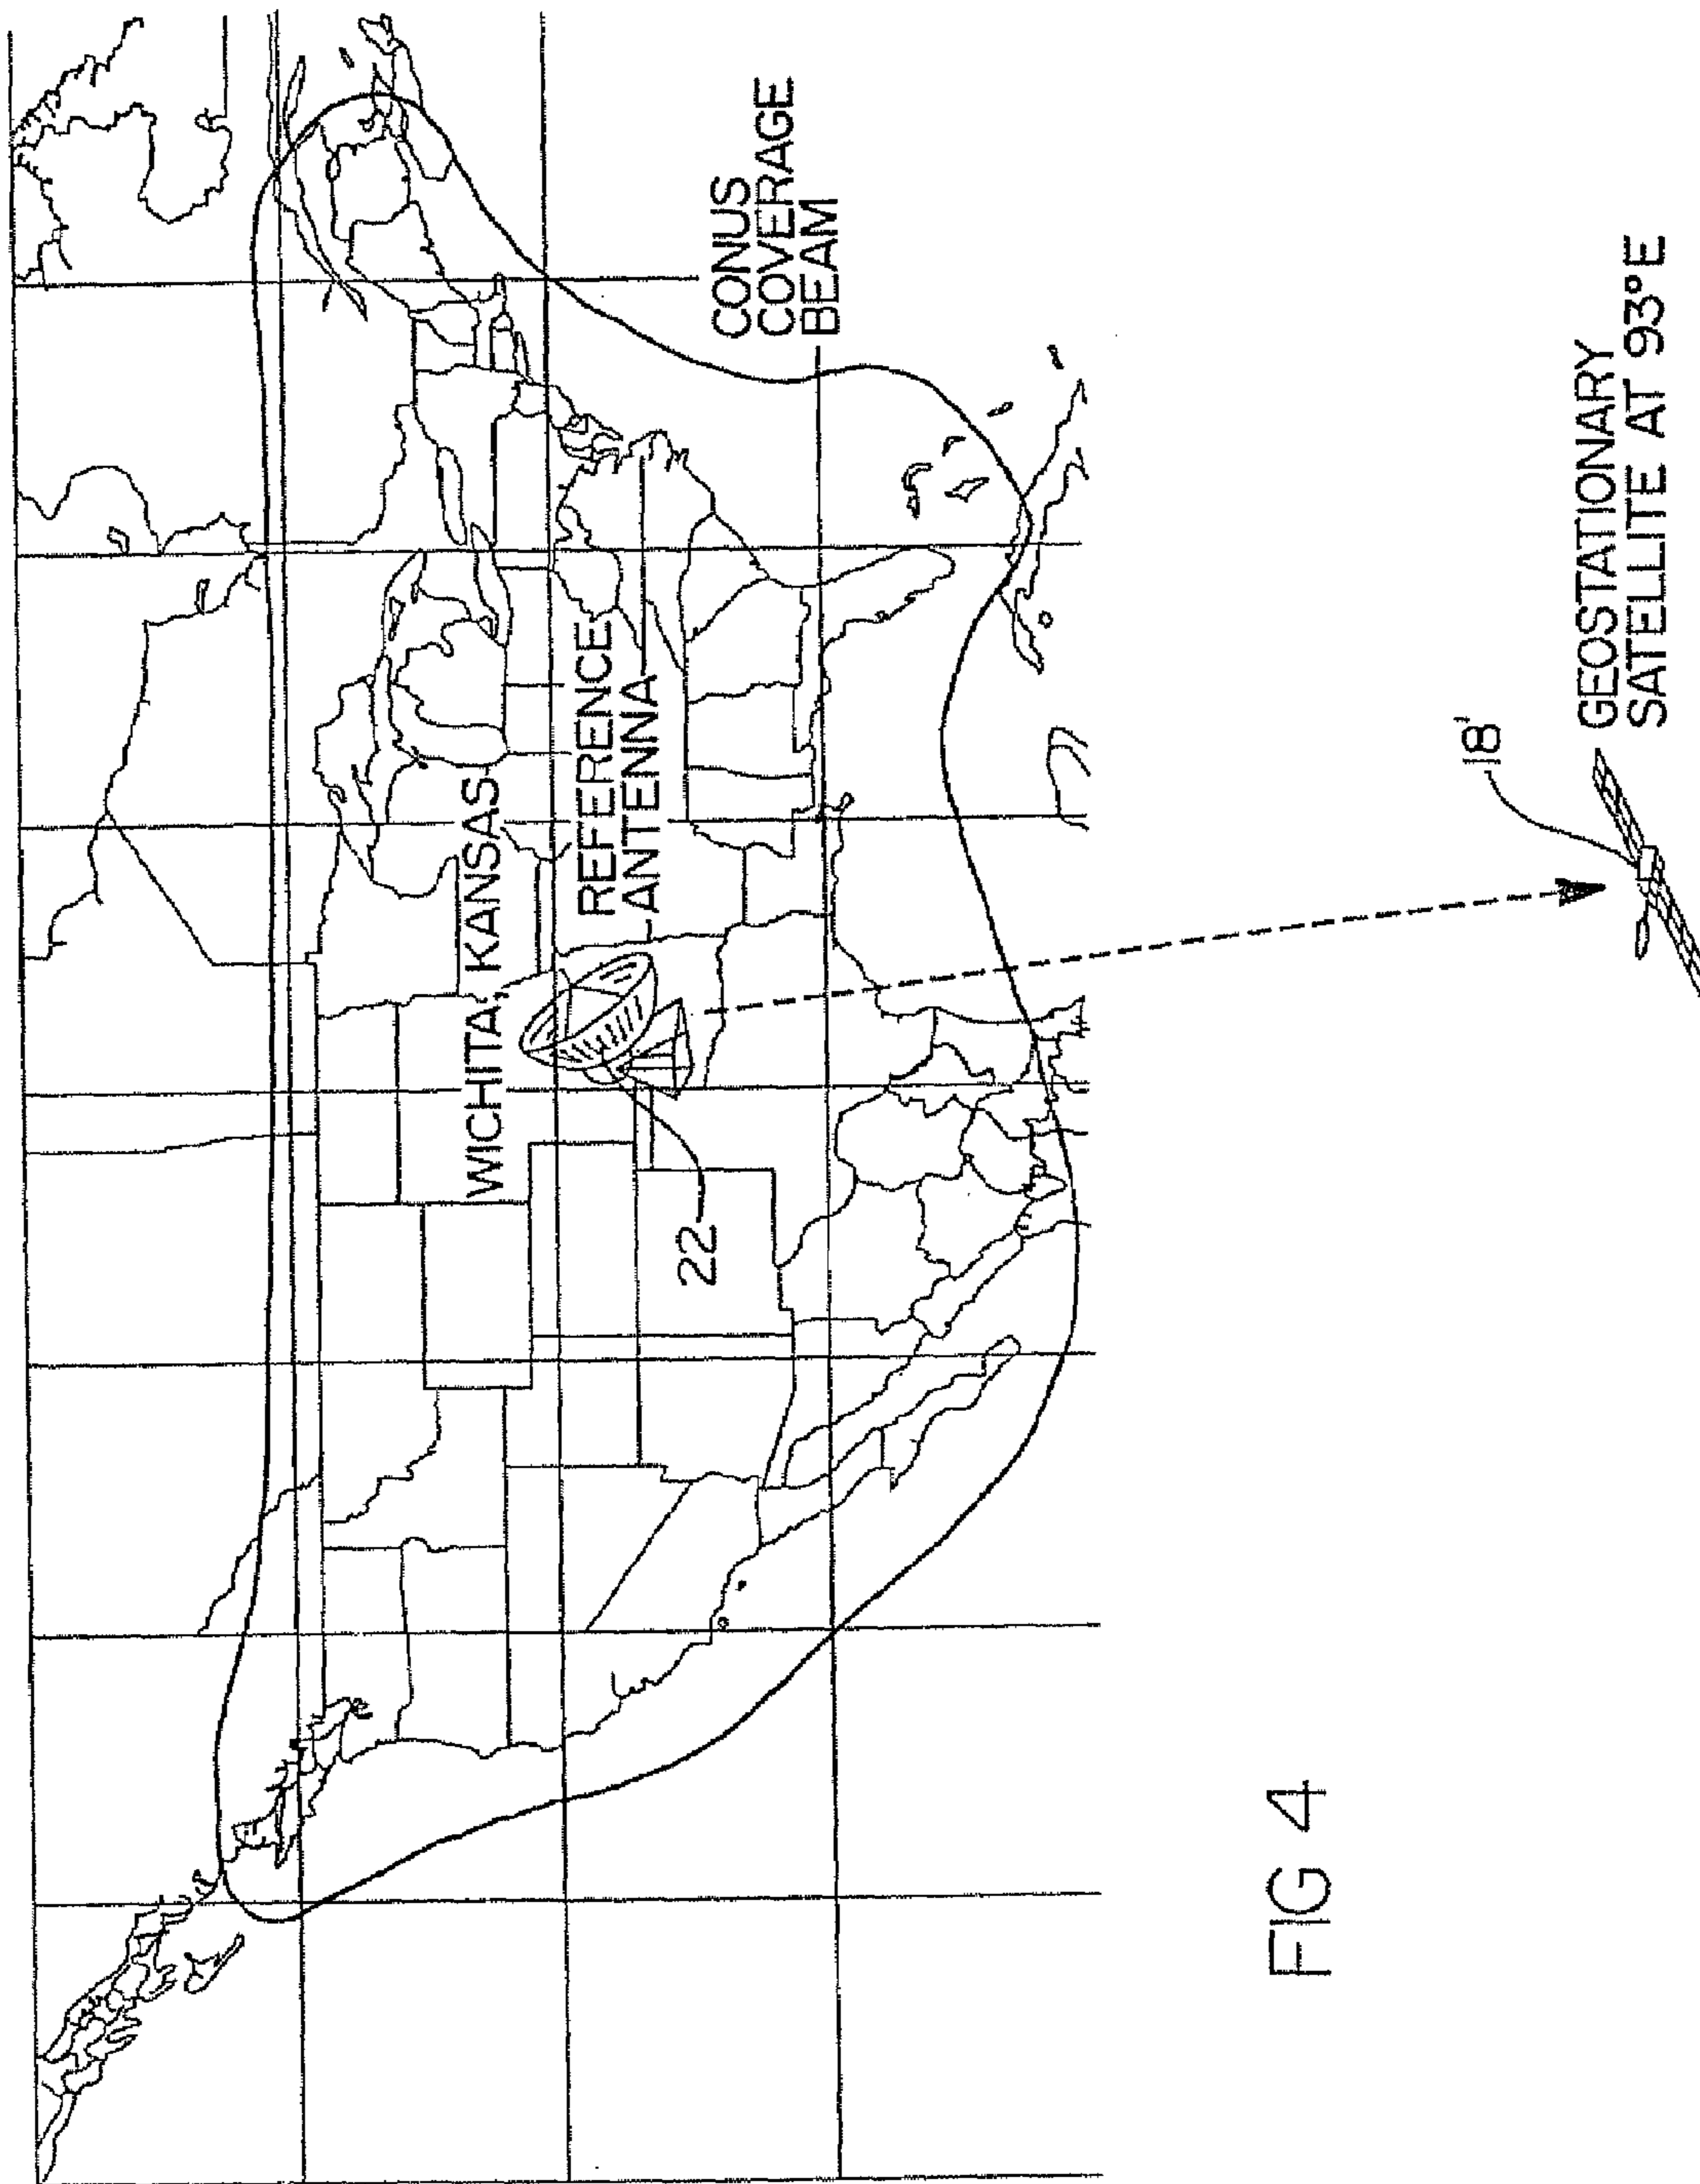 WICHITA, KANSAS
REFERENCE
ANTENNA
22
CONUS
COVERAGE
BEAM
18'
GEOSTATIONARY
SATELLITE AT 93°E
FIG 4